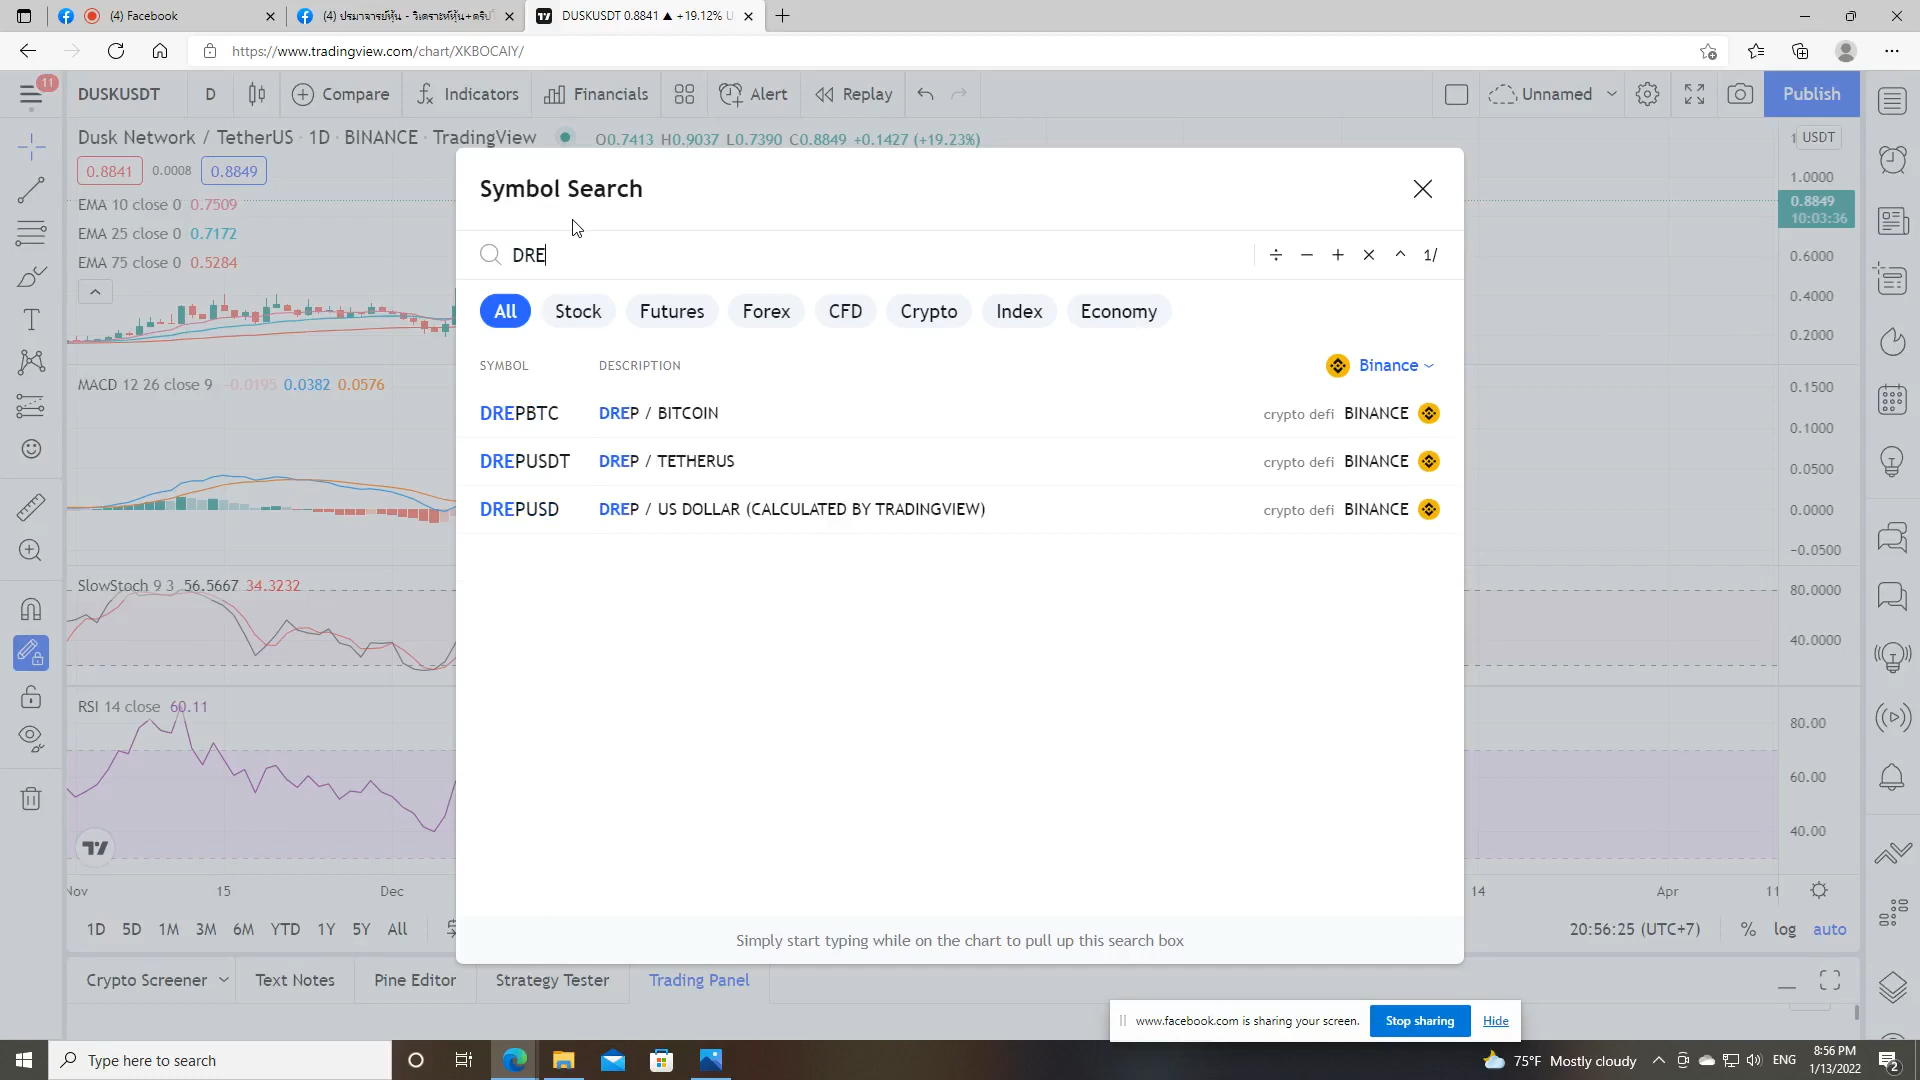 (4) Facebook
(4) ปรมาจารย์หุ้น - วิเคราะห์หุ้น+คริปโ
DUSKUSDT 0.8841 ▲ +19.12% U
https://www.tradingview.com/chart/XKBOCAIY/
11
DUSKUSDT D Compare Indicators Financials Alert Replay Unnamed Publish
Dusk Network / TetherUS · 1D · BINANCE · TradingView O0.7413 H0.9037 L0.7390 C0.8849 +0.1427 (+19.23%)
USDT
0.8841 0.0008 0.8849
EMA 10 close 0 0.7509
EMA 25 close 0 0.7172
EMA 75 close 0 0.5284
1.0000
0.8849
10:03:36
0.6000
0.4000
0.2000
Symbol Search
DRE
÷ − + × ^ 1/
All Stock Futures Forex CFD Crypto Index Economy
SYMBOL DESCRIPTION Binance
DREPBTC DREP / BITCOIN crypto defi BINANCE
DREPUSDT DREP / TETHERUS crypto defi BINANCE
DREPUSD DREP / US DOLLAR (CALCULATED BY TRADINGVIEW) crypto defi BINANCE
Simply start typing while on the chart to pull up this search box
MACD 12 26 close 9 -0.0195 0.0382 0.0576
0.1500
0.1000
0.0500
0.0000
−0.0500
SlowStoch 9 3 56.5667 34.3232
80.0000
40.0000
RSI 14 close 60.11
80.00
60.00
40.00
Nov 15 Dec 14 Apr 11
1D 5D 1M 3M 6M YTD 1Y 5Y All
20:56:25 (UTC+7) % log auto
Crypto Screener Text Notes Pine Editor Strategy Tester Trading Panel
www.facebook.com is sharing your screen. Stop sharing Hide
Type here to search
75°F Mostly cloudy
ENG
8:56 PM
1/13/2022
2